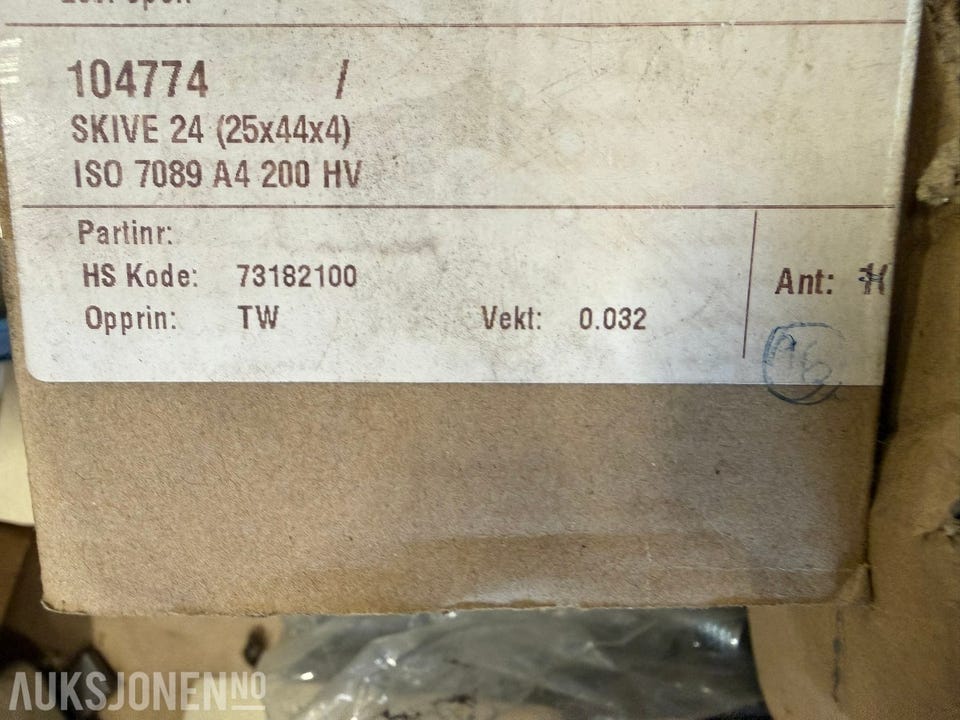 104774 /
SKIVE 24 (25x44x4)
ISO 7089 A4 200 HV
Partinr:
HS Kode: 73182100
Ant:
Opprin: TW Vekt: 0.032
16
AUKSJONEN.NO